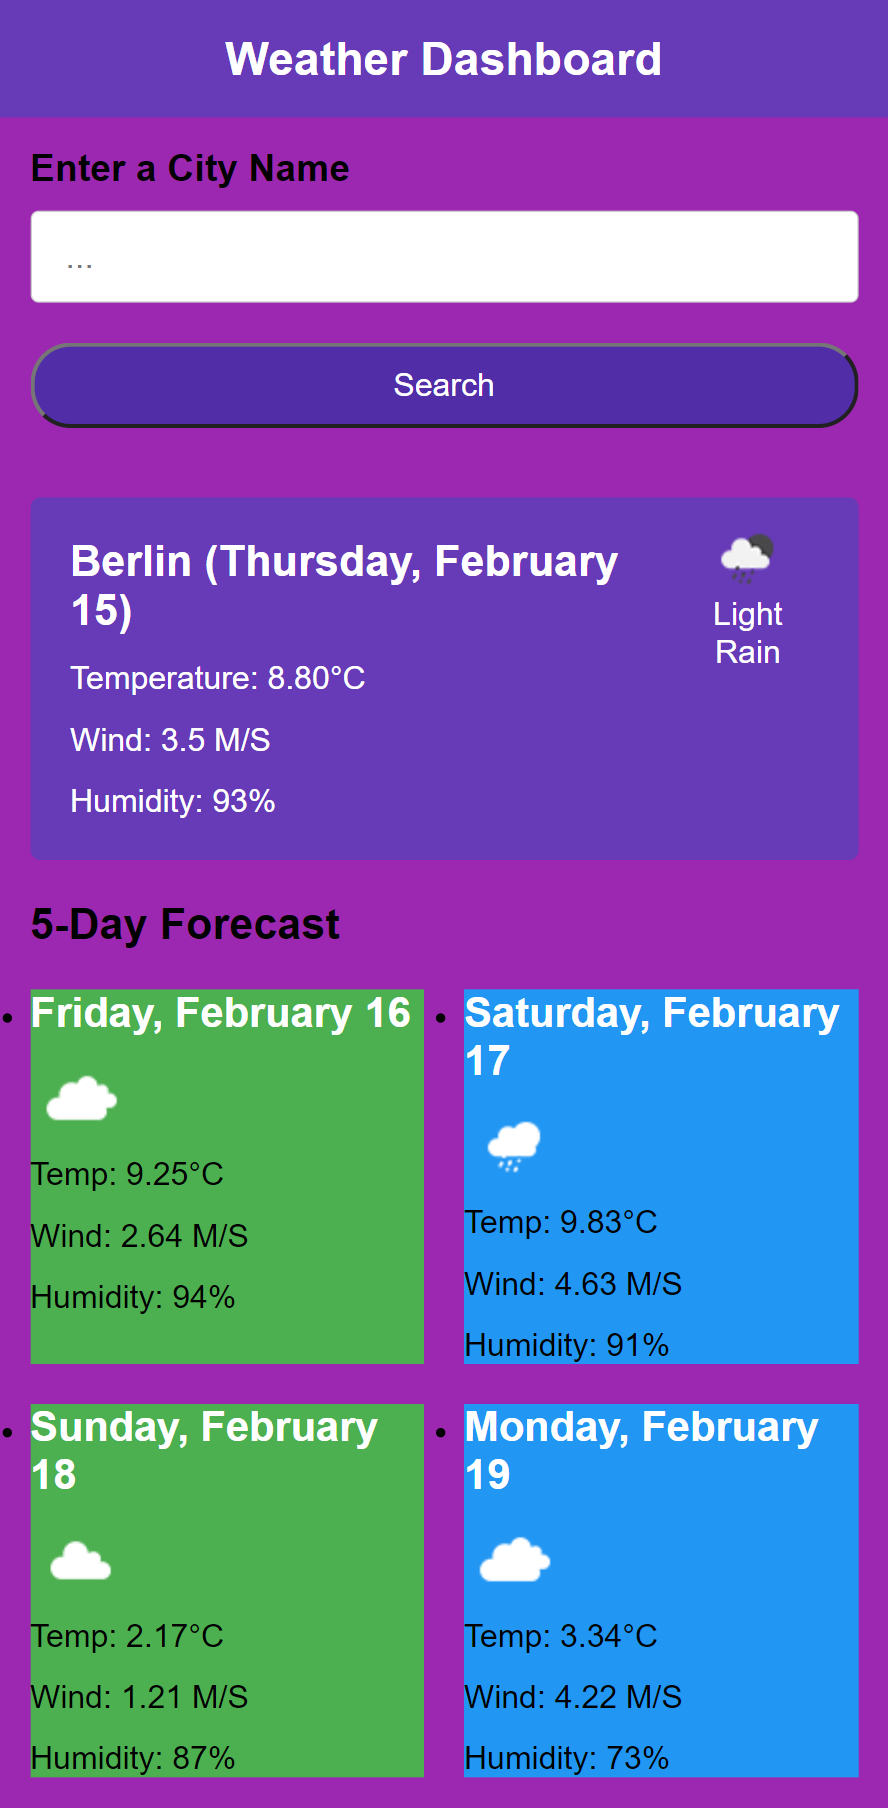 Weather Dashboard
Enter a City Name
...
Search
Berlin (Thursday, February
15)
Light
Rain
Temperature: 8.80°C
Wind: 3.5 M/S
Humidity: 93%
5-Day Forecast
Friday, February 16
Temp: 9.25°C
Wind: 2.64 M/S
Humidity: 94%
Saturday, February
17
Temp: 9.83°C
Wind: 4.63 M/S
Humidity: 91%
Sunday, February
18
Temp: 2.17°C
Wind: 1.21 M/S
Humidity: 87%
Monday, February
19
Temp: 3.34°C
Wind: 4.22 M/S
Humidity: 73%